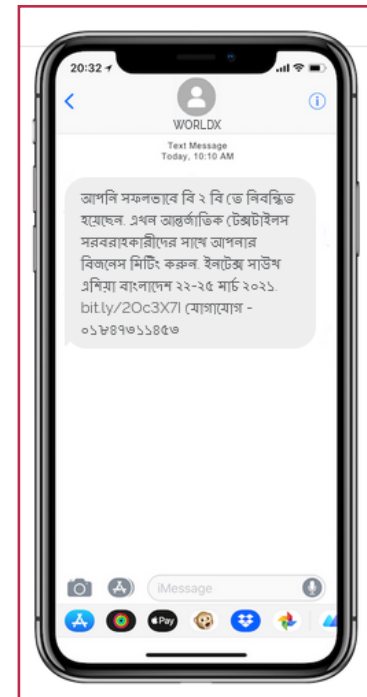 20:32
WORLDX
Text Message
Today, 10:10 AM
আপনি সফলভাবে বি ২ বি তে নিবন্ধিত
হয়েছেন. এখন আন্তর্জাতিক টেক্সটাইলস
সরবরাহকারীদের সাথে আপনার
বিজনেস মিটিং করুন. ইনটেক্স সাউথ
এশিয়া বাংলাদেশ ২২-২৫ মার্চ ২০২১.
bit.ly/2Oc3X7l যোগাযোগ -
০১৮৪৭৩১১৪৫৩
iMessage
Pay